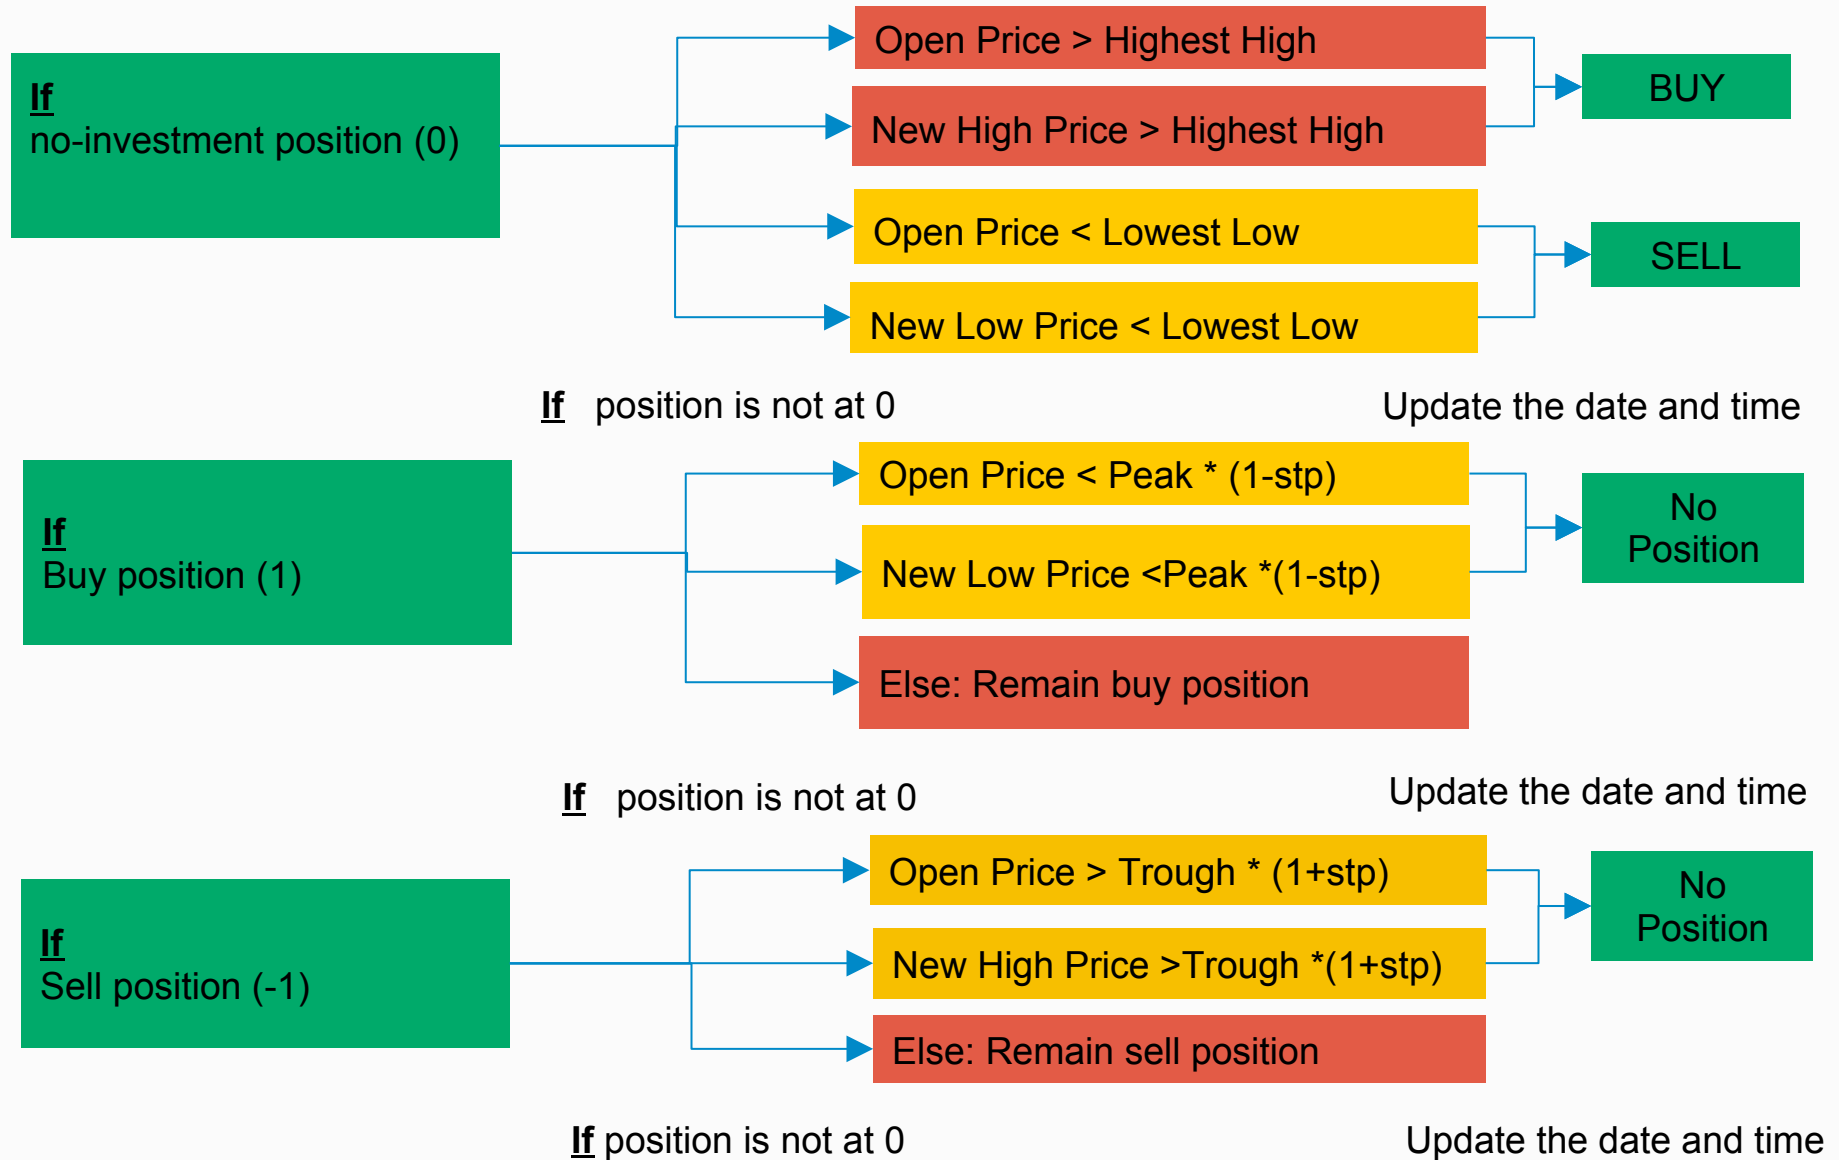 If
no-investment position (0)
Open Price > Highest High
New High Price > Highest High
BUY
Open Price < Lowest Low
New Low Price < Lowest Low
SELL
If position is not at 0
Update the date and time
If
Buy position (1)
Open Price < Peak * (1-stp)
New Low Price <Peak *(1-stp)
Else: Remain buy position
No
Position
If position is not at 0
Update the date and time
If
Sell position (-1)
Open Price > Trough * (1+stp)
New High Price >Trough *(1+stp)
Else: Remain sell position
No
Position
If position is not at 0
Update the date and time